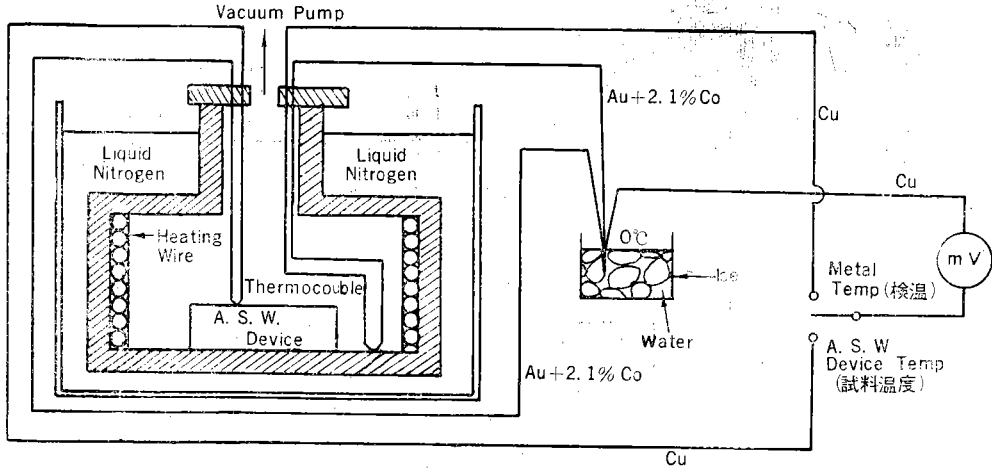 Vacuum Pump
Au+2.1%Co
Cu
Liquid
Nitrogen
Liquid
Nitrogen
Cu
Heating
Wire
0℃
mV
Thermocouble
Ice
Metal
Temp(検温)
A. S. W.
Device
Water
A. S. W
Device Temp
(試料温度)
Au+2.1%Co
Cu